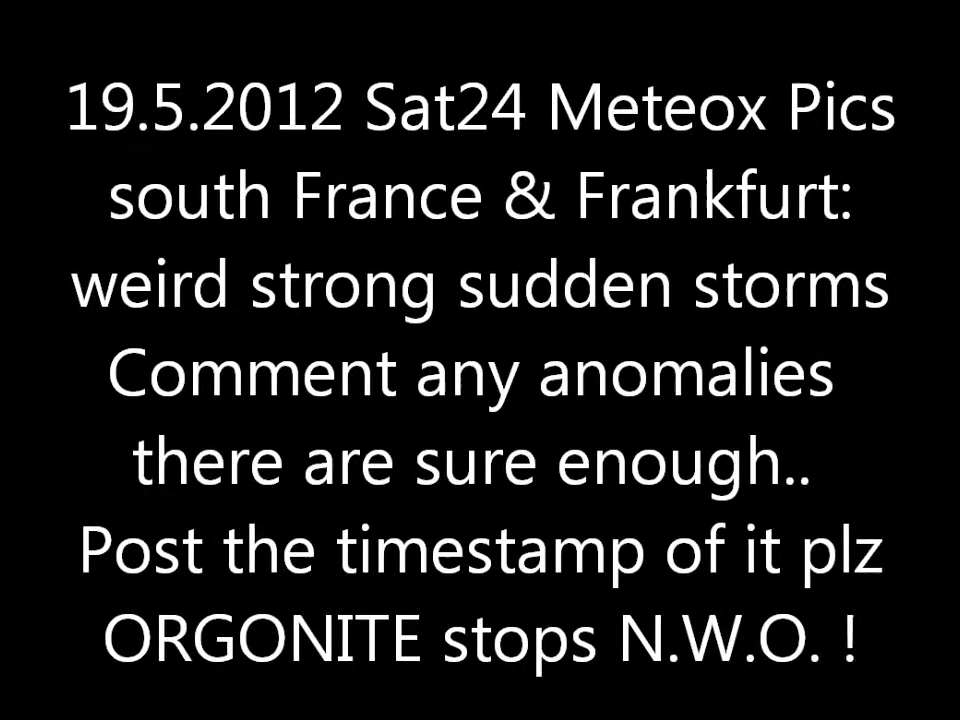 19.5.2012 Sat24 Meteox Pics
south France & Frankfurt:
weird strong sudden storms
Comment any anomalies
there are sure enough..
Post the timestamp of it plz
ORGONITE stops N.W.O. !